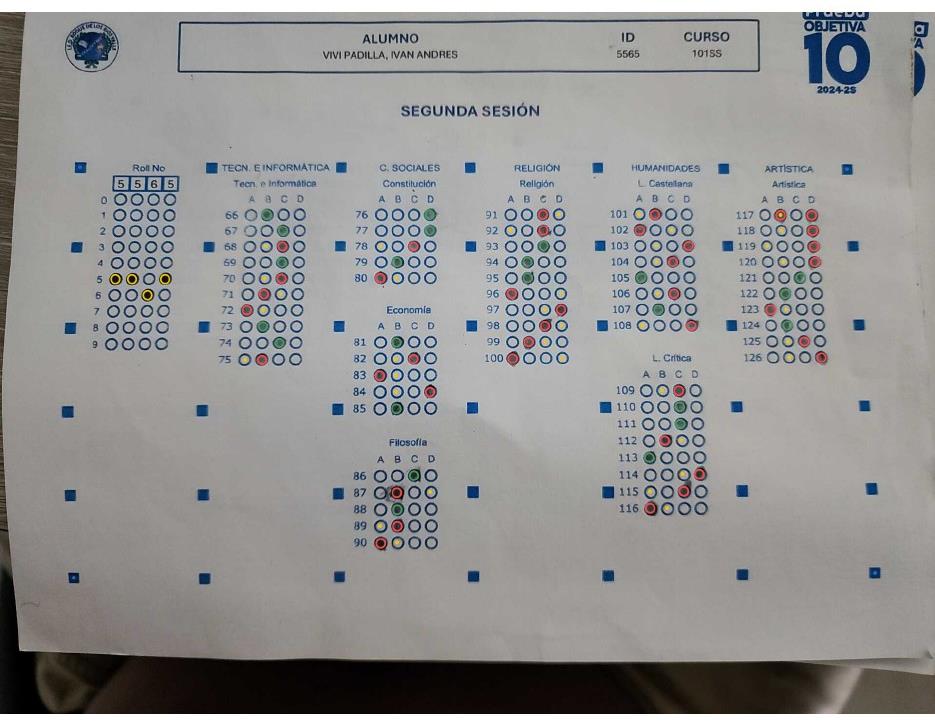 Prueba
OBJETIVA
10
2024-2S
ALUMNO ID CURSO
VIVI PADILLA, IVAN ANDRES 5565 101SS
SEGUNDA SESIÓN
Roll No
5 5 6 5
0
1
2
3
4
5
6
7
8
9
TECN. E INFORMÁTICA
Tecn. e Informática
A B C D
66
67
68
69
70
71
72
73
74
75
C. SOCIALES
Constitución
A B C D
76
77
78
79
80
Economía
A B C D
81
82
83
84
85
Filosofía
A B C D
86
87
88
89
90
RELIGIÓN
Religión
A B C D
91
92
93
94
95
96
97
98
99
100
HUMANIDADES
L. Castellana
A B C D
101
102
103
104
105
106
107
108
L. Crítica
A B C D
109
110
111
112
113
114
115
116
ARTÍSTICA
Artística
A B C D
117
118
119
120
121
122
123
124
125
126